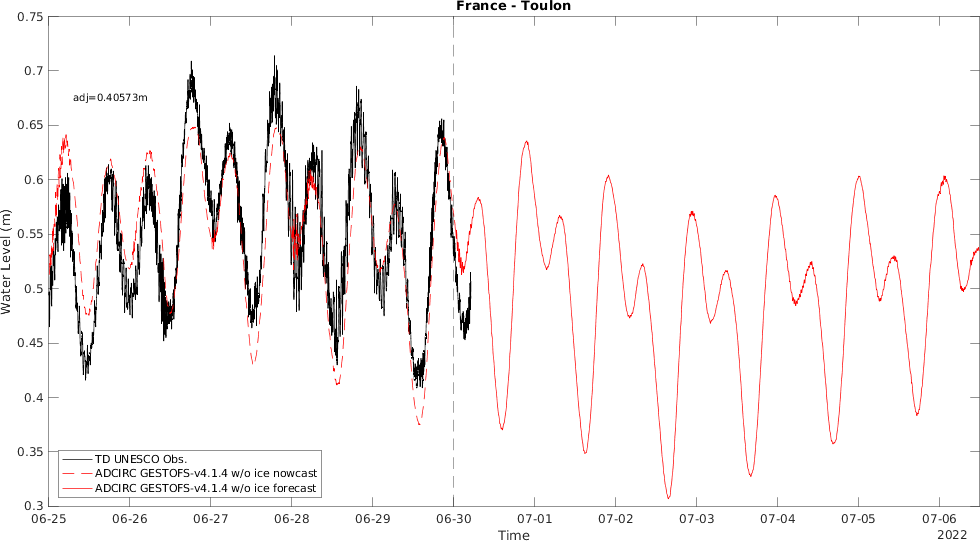 France - Toulon
0.75
0.7
adj=0.40573m
0.65
0.6
0.55
0.5
0.45
0.4
0.35
0.3
Water Level (m)
TD UNESCO Obs.
ADCIRC GESTOFS-v4.1.4 w/o ice nowcast
ADCIRC GESTOFS-v4.1.4 w/o ice forecast
06-25 06-26 06-27 06-28 06-29 06-30 07-01 07-02 07-03 07-04 07-05 07-06
Time
2022